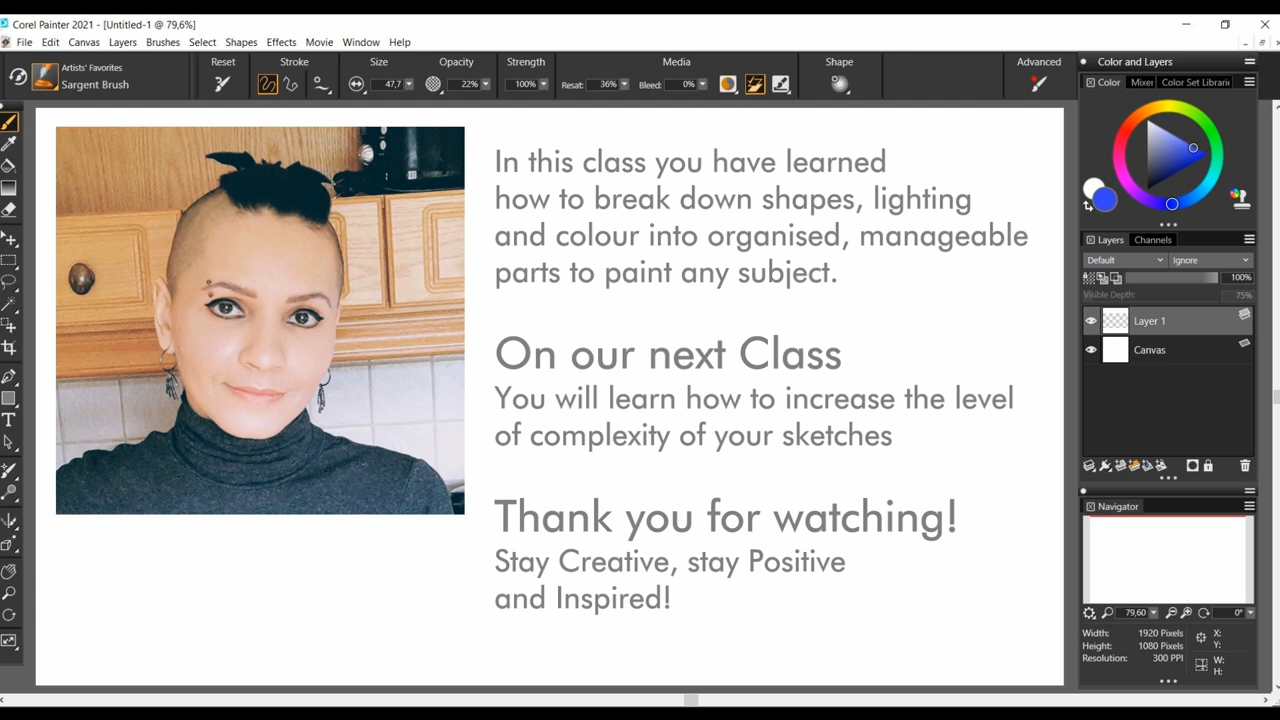 Corel Painter 2021 - [Untitled-1 @ 79,6%]
File Edit Canvas Layers Brushes Select Shapes Effects Movie Window Help
Artists' Favorites
Sargent Brush
Reset Stroke Size Opacity Strength Media Shape Advanced
47,7 22% 100% Resat: 36% Bleed: 0%
In this class you have learned
how to break down shapes, lighting
and colour into organised, manageable
parts to paint any subject.
On our next Class
You will learn how to increase the level
of complexity of your sketches
Thank you for watching!
Stay Creative, stay Positive
and Inspired!
Color and Layers
Color Mixer Color Set Librarie
Layers Channels
Default Ignore
100%
Visible Depth: 75%
Layer 1
Canvas
Navigator
79,60 0°
Width: 1920 Pixels X:
Height: 1080 Pixels Y:
Resolution: 300 PPI W:
H: